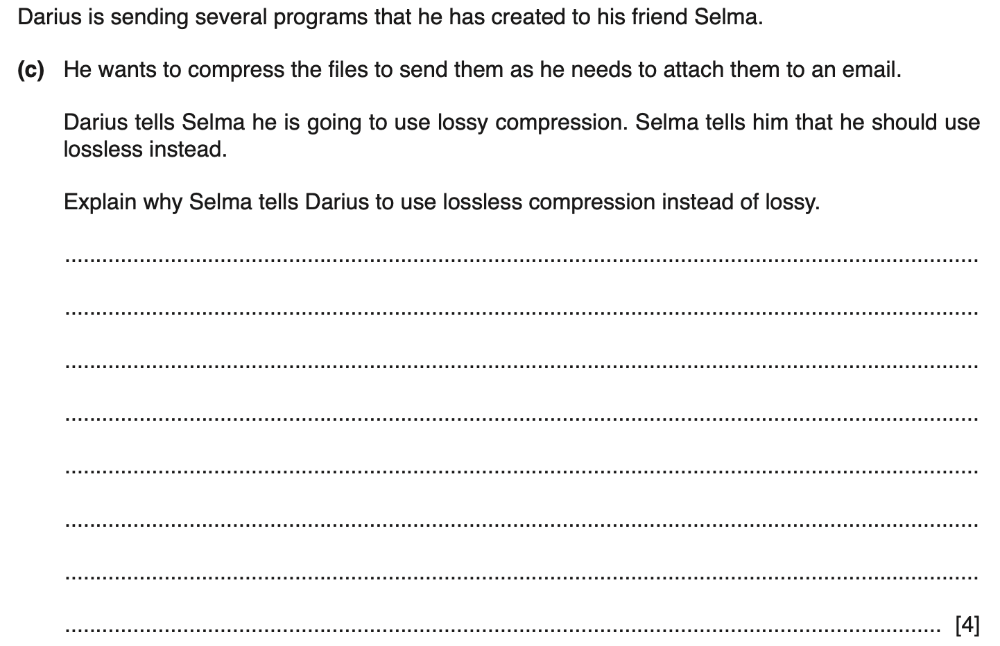 Darius is sending several programs that he has created to his friend Selma.
(c) He wants to compress the files to send them as he needs to attach them to an email.
Darius tells Selma he is going to use lossy compression. Selma tells him that he should use
lossless instead.
Explain why Selma tells Darius to use lossless compression instead of lossy.
[4]